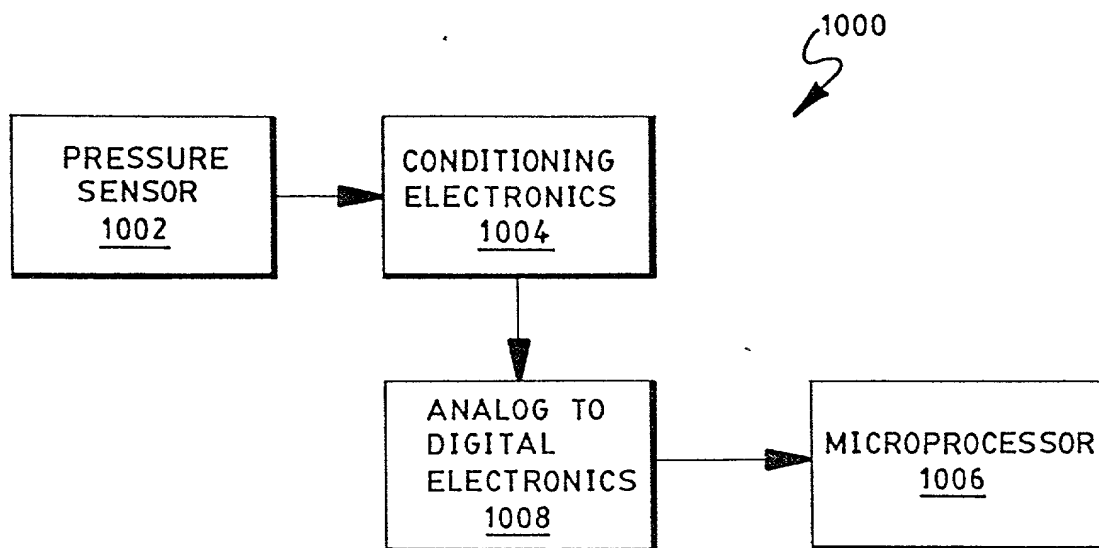 1000
PRESSURE
SENSOR
1002
CONDITIONING
ELECTRONICS
1004
ANALOG TO
DIGITAL
ELECTRONICS
1008
MICROPROCESSOR
1006